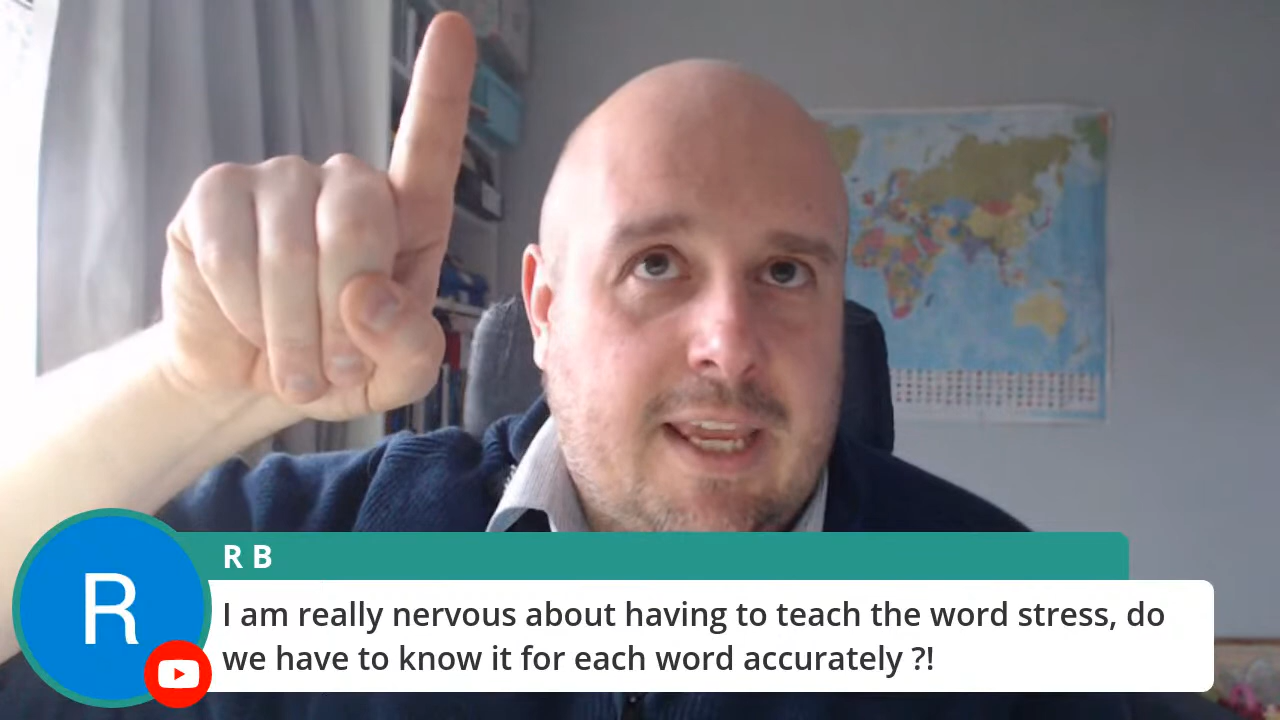 R B
R
I am really nervous about having to teach the word stress, do
we have to know it for each word accurately ?!